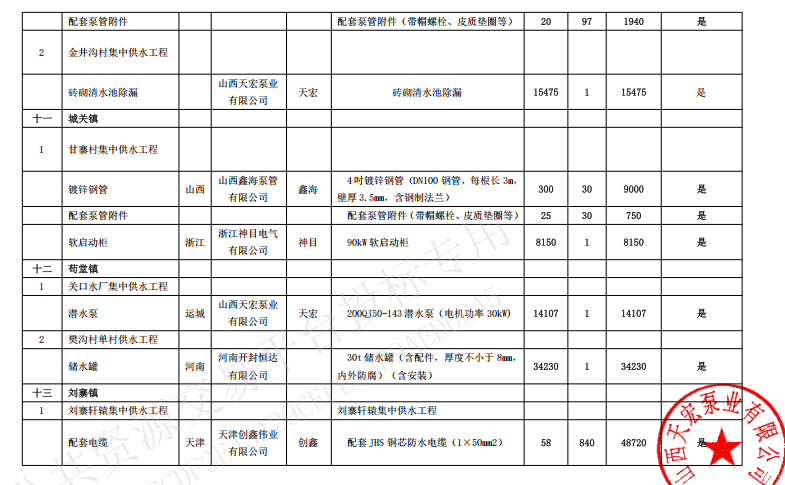 配套泵管附件 配套泵管附件（带帽螺栓、皮质垫圈等） 20 97 1940 是
2 金井沟村集中供水工程
砖砌清水池除漏 山西天宏泵业有限公司 天宏 砖砌清水池除漏 15475 1 15475 是
十一 城关镇
1 甘寨村集中供水工程
镀锌钢管 山西 山西鑫海泵管有限公司 鑫海 4吋镀锌钢管（DN100 钢管，每根长 3m，壁厚 3.5mm，含钢制法兰） 300 30 9000 是
配套泵管附件 配套泵管附件（带帽螺栓、皮质垫圈等） 25 30 750 是
软启动柜 浙江 浙江神目电气有限公司 神目 90kW 软启动柜 8150 1 8150 是
十二 荀堂镇
1 关口水厂集中供水工程
潜水泵 运城 山西天宏泵业有限公司 天宏 200QJ50-143 潜水泵（电机功率 30kW) 14107 1 14107 是
2 樊沟村单村供水工程
储水罐 河南 河南开封恒达有限公司 30t 储水罐（含配件，厚度不小于 8mm，内外防腐）（含安装） 34230 1 34230 是
十三 刘寨镇
1 刘寨轩辕集中供水工程 刘寨轩辕集中供水工程
配套电缆 天津 天津创鑫伟业有限公司 创鑫 配套 JHS 铜芯防水电缆（1×50mm2） 58 840 48720 是
山西天宏泵业有限公司
公共资源交易平台投标专用